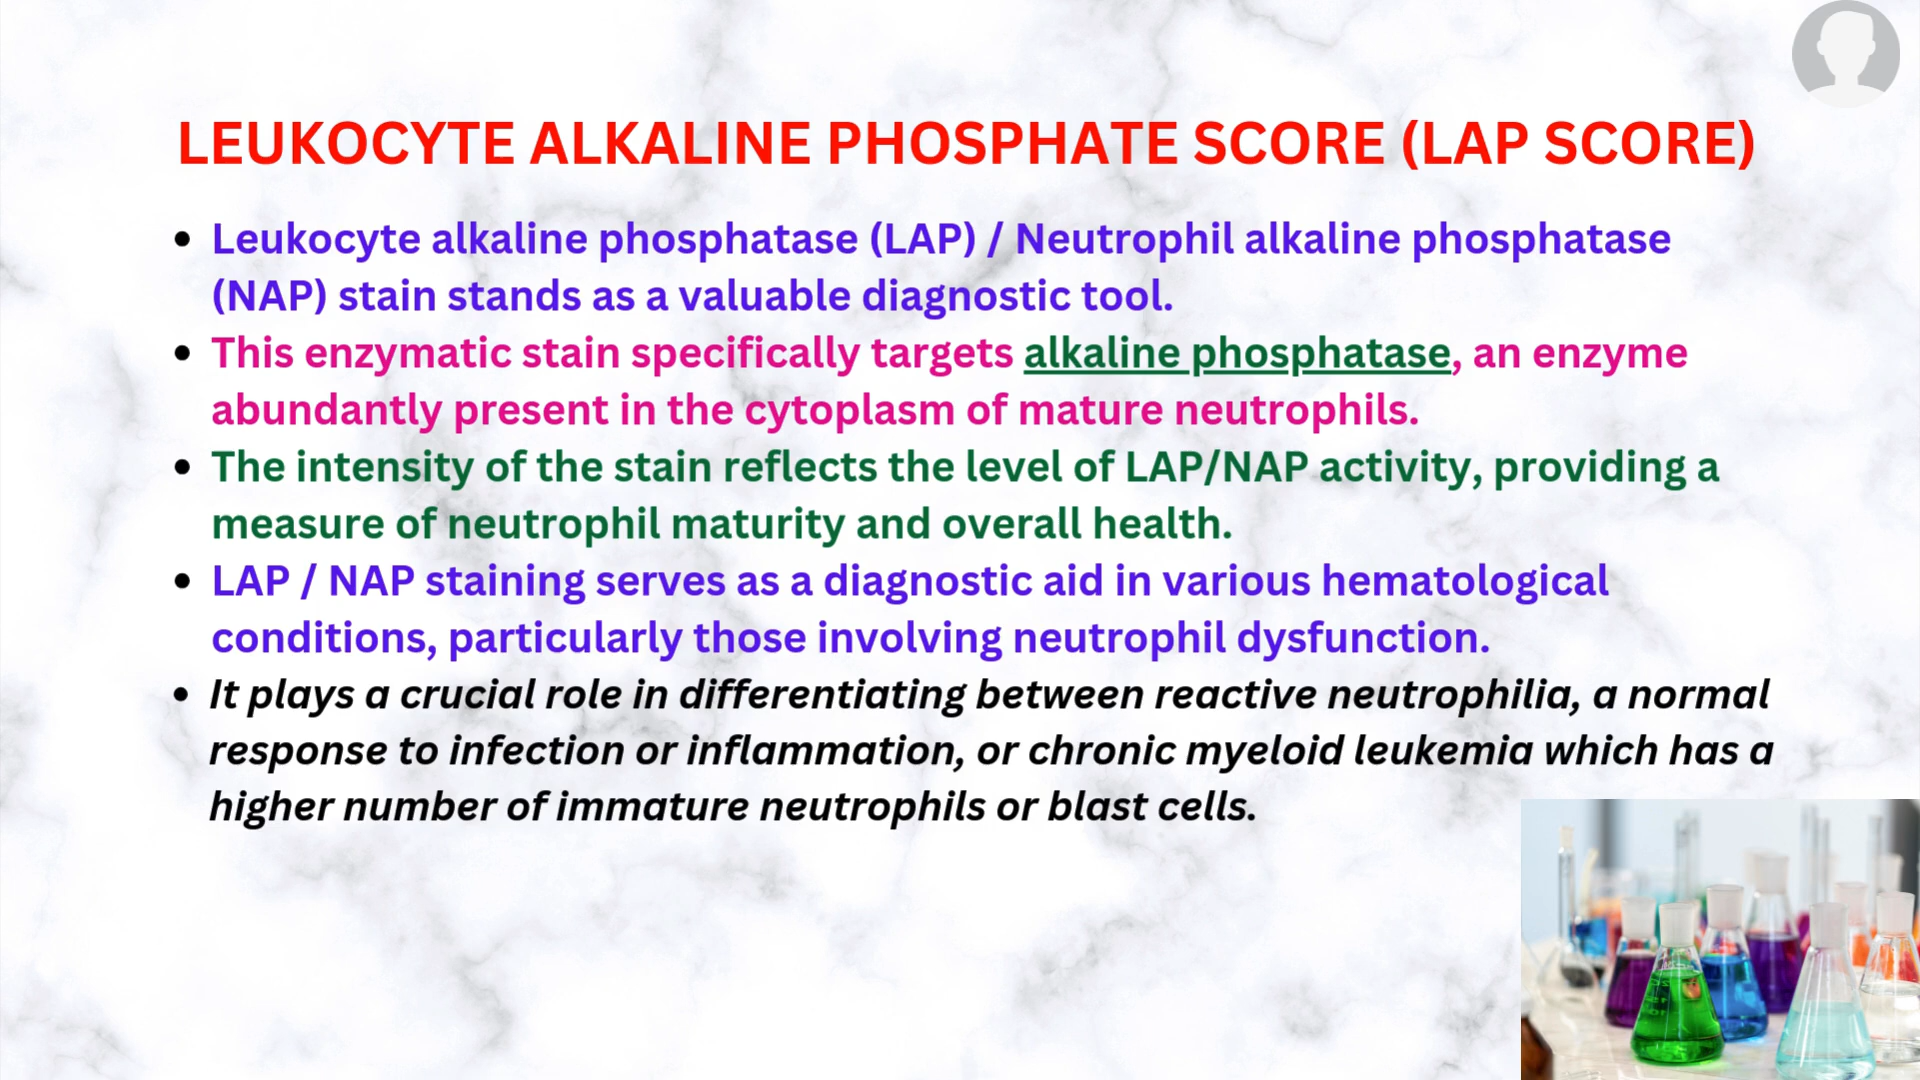 LEUKOCYTE ALKALINE PHOSPHATE SCORE (LAP SCORE)
• Leukocyte alkaline phosphatase (LAP) / Neutrophil alkaline phosphatase
(NAP) stain stands as a valuable diagnostic tool.
• This enzymatic stain specifically targets alkaline phosphatase, an enzyme
abundantly present in the cytoplasm of mature neutrophils.
• The intensity of the stain reflects the level of LAP/NAP activity, providing a
measure of neutrophil maturity and overall health.
• LAP / NAP staining serves as a diagnostic aid in various hematological
conditions, particularly those involving neutrophil dysfunction.
• It plays a crucial role in differentiating between reactive neutrophilia, a normal
response to infection or inflammation, or chronic myeloid leukemia which has a
higher number of immature neutrophils or blast cells.